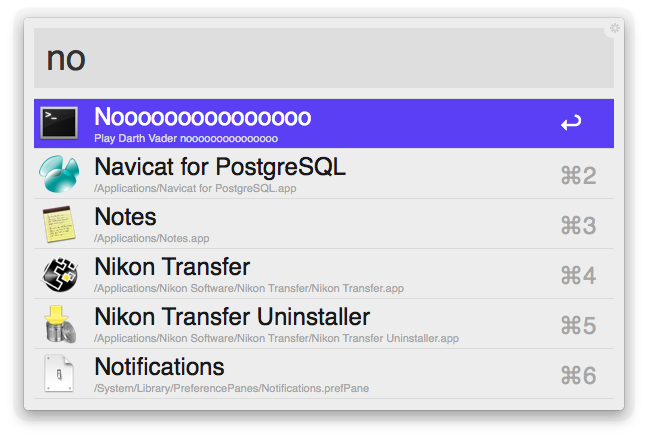 no
Nooooooooooooooo
Play Darth Vader nooooooooooooooo
Navicat for PostgreSQL
/Applications/Navicat for PostgreSQL.app
⌘2
Notes
/Applications/Notes.app
⌘3
Nikon Transfer
/Applications/Nikon Software/Nikon Transfer/Nikon Transfer.app
⌘4
Nikon Transfer Uninstaller
/Applications/Nikon Software/Nikon Transfer/Nikon Transfer Uninstaller.app
⌘5
Notifications
/System/Library/PreferencePanes/Notifications.prefPane
⌘6